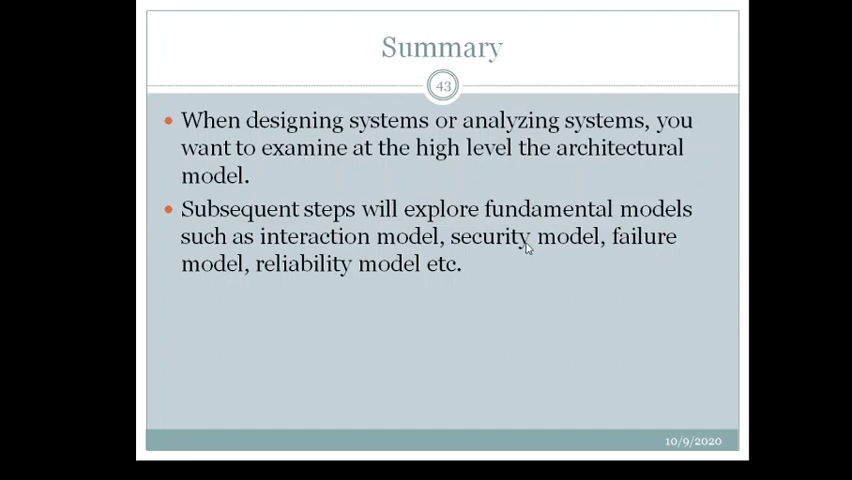 Summary
43
When designing systems or analyzing systems, you
want to examine at the high level the architectural
model.
Subsequent steps will explore fundamental models
such as interaction model, security model, failure
model, reliability model etc.
10/9/2020